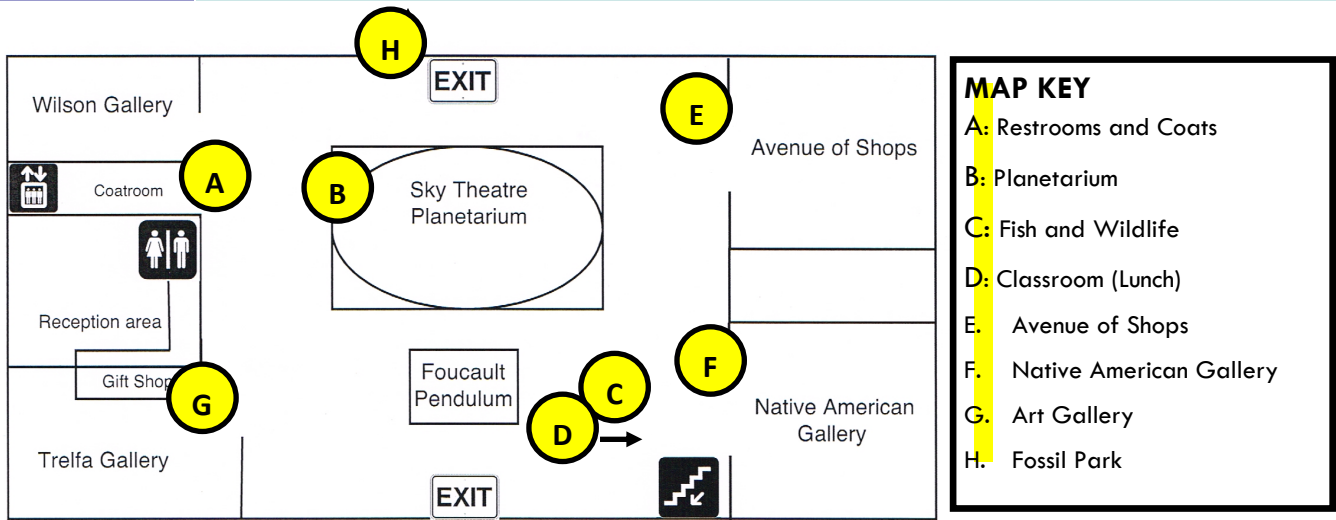 H
EXIT
Wilson Gallery
E
Avenue of Shops
A
Coatroom
B
Sky Theatre
Planetarium
Reception area
Foucault
Pendulum
F
C
Gift Shop
G
D
Native American
Gallery
Trelfa Gallery
EXIT
MAP KEY
A: Restrooms and Coats
B: Planetarium
C: Fish and Wildlife
D: Classroom (Lunch)
E. Avenue of Shops
F. Native American Gallery
G. Art Gallery
H. Fossil Park